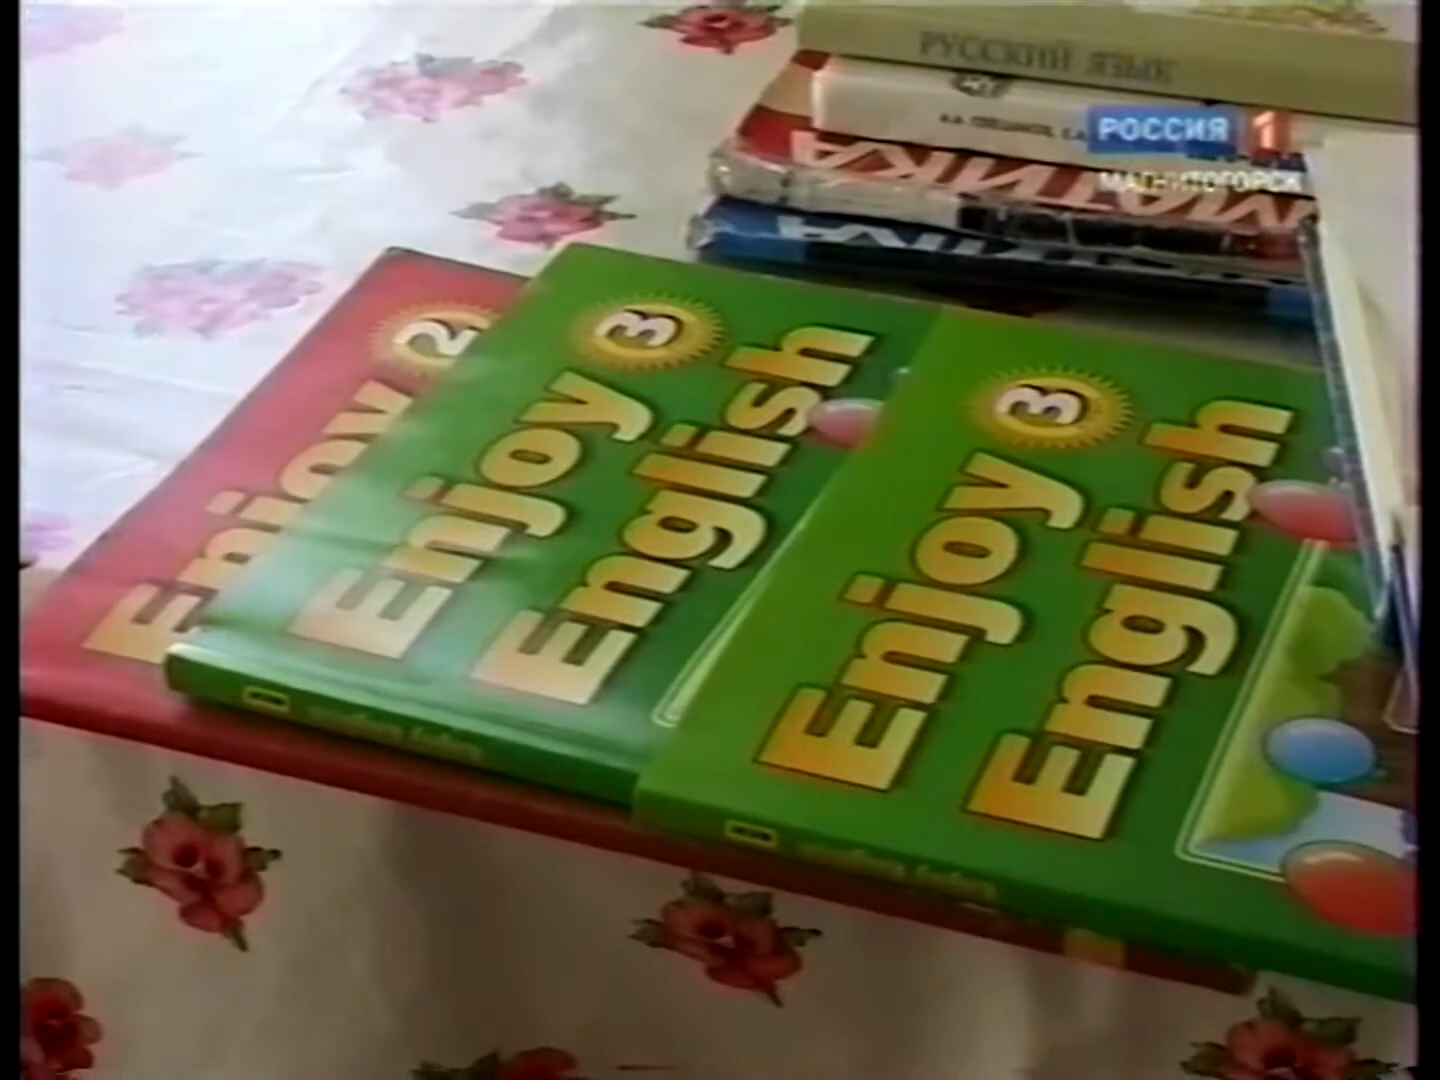 РУССКИЙ ЯЗЫК
РОССИЯ 1
МАГНИТОГОРСК
МАТИКА
2
Enjoy
3
Enjoy
English
3
Enjoy
English